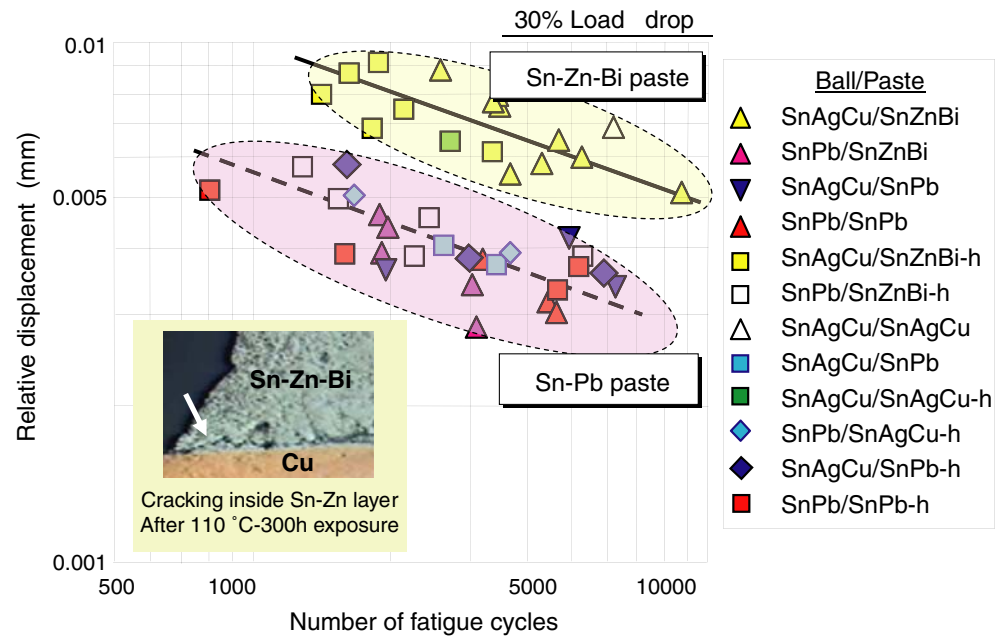 30% Load drop
0.01
Sn-Zn-Bi paste
Relative displacement (mm)
0.005
Sn-Pb paste
Sn-Zn-Bi
Cu
Cracking inside Sn-Zn layer
After 110 ˚C-300h exposure
0.001
500
1000
5000
10000
Number of fatigue cycles
Ball/Paste
SnAgCu/SnZnBi
SnPb/SnZnBi
SnAgCu/SnPb
SnPb/SnPb
SnAgCu/SnZnBi-h
SnPb/SnZnBi-h
SnAgCu/SnAgCu
SnAgCu/SnPb
SnAgCu/SnAgCu-h
SnPb/SnAgCu-h
SnAgCu/SnPb-h
SnPb/SnPb-h